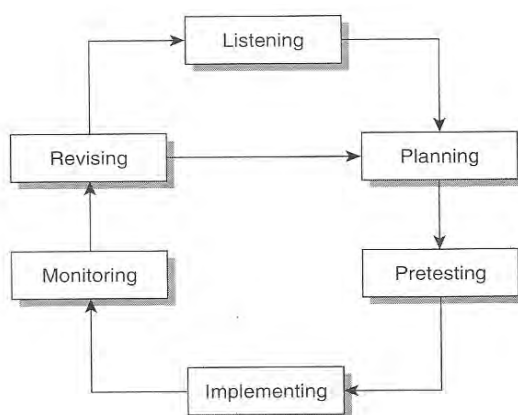 Listening
Revising
Planning
Monitoring
Pretesting
Implementing